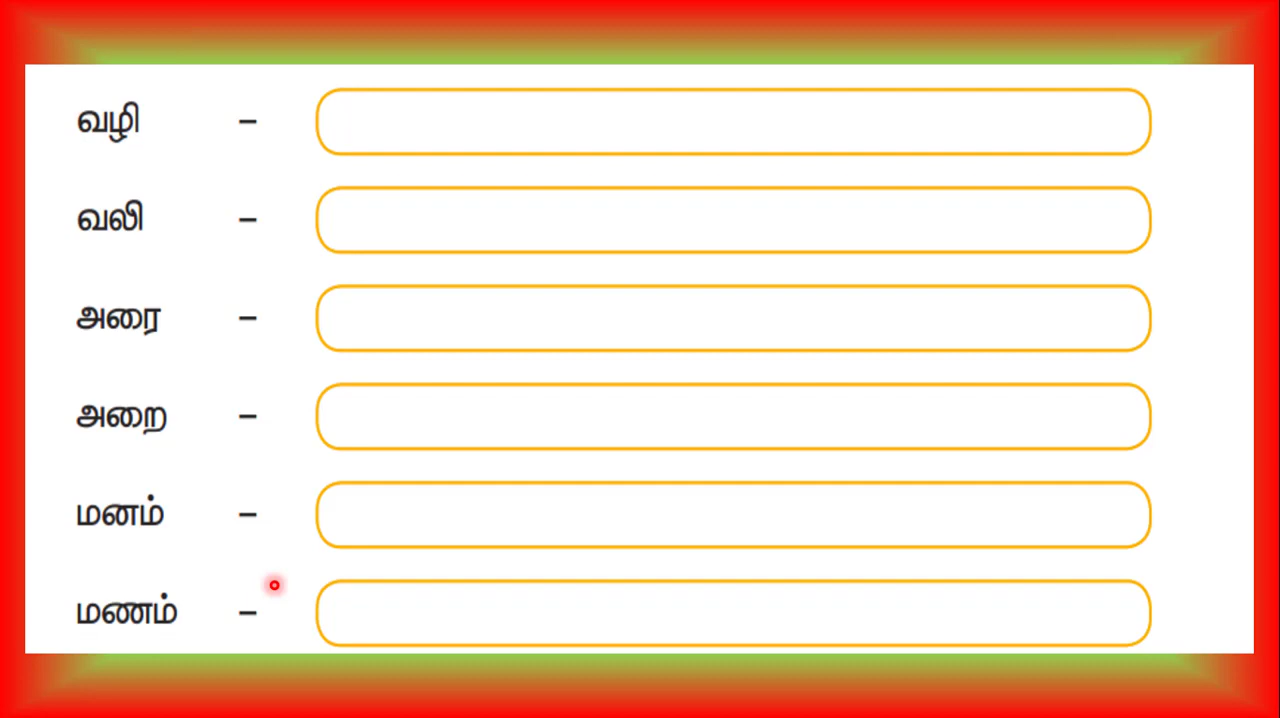 வழி –
வலி –
அரை –
அறை –
மனம் –
மணம் –